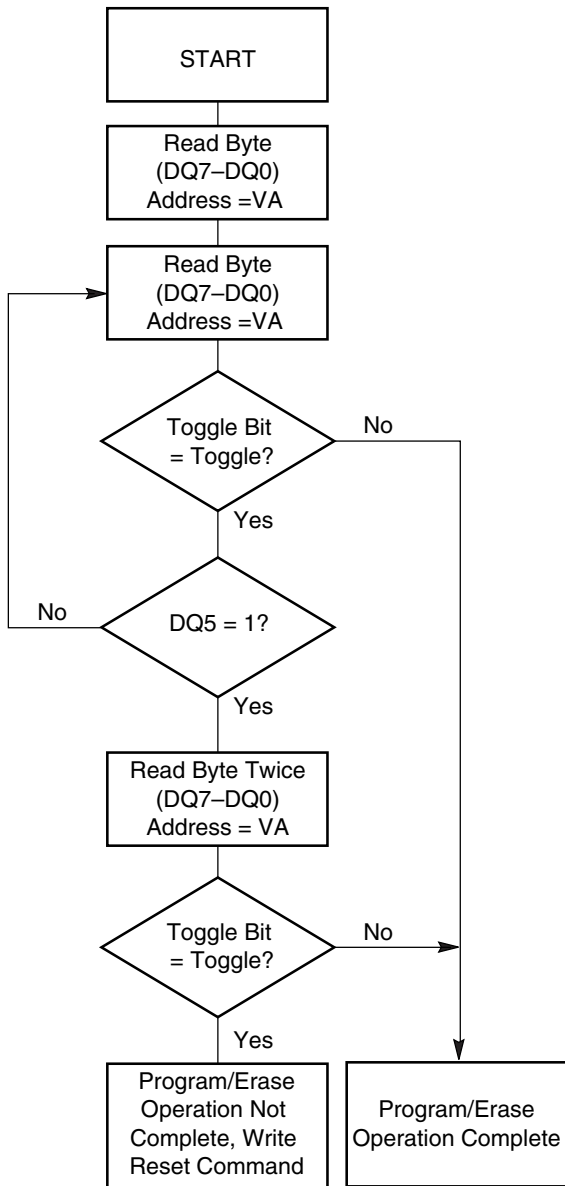 START
Read Byte
(DQ7–DQ0)
Address =VA
Read Byte
(DQ7–DQ0)
Address =VA
Toggle Bit
= Toggle?
No
Yes
No
DQ5 = 1?
Yes
Read Byte Twice
(DQ7–DQ0)
Address = VA
Toggle Bit
= Toggle?
No
Yes
Program/Erase
Operation Not
Complete, Write
Reset Command
Program/Erase
Operation Complete